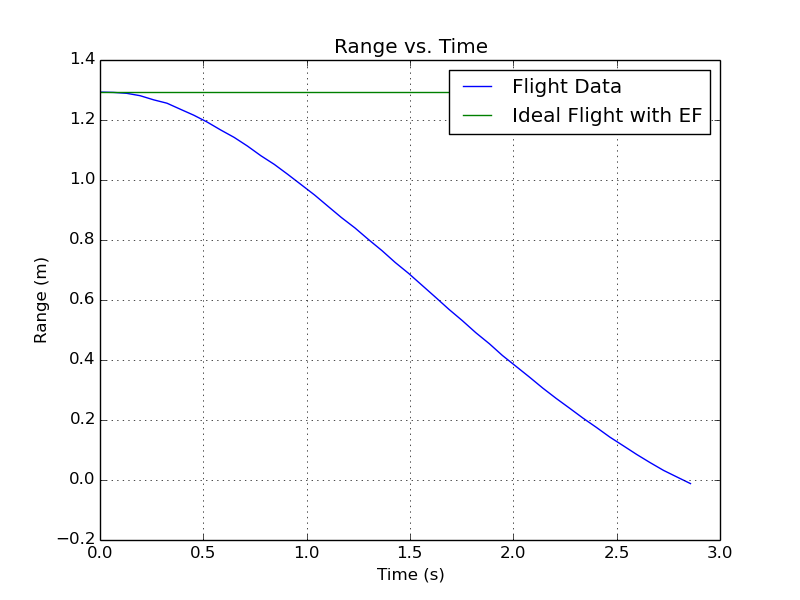 Range vs. Time
Flight Data
Ideal Flight with EF
1.4
1.2
1.0
0.8
0.6
0.4
0.2
0.0
−0.2
Range (m)
0.0 0.5 1.0 1.5 2.0 2.5 3.0
Time (s)